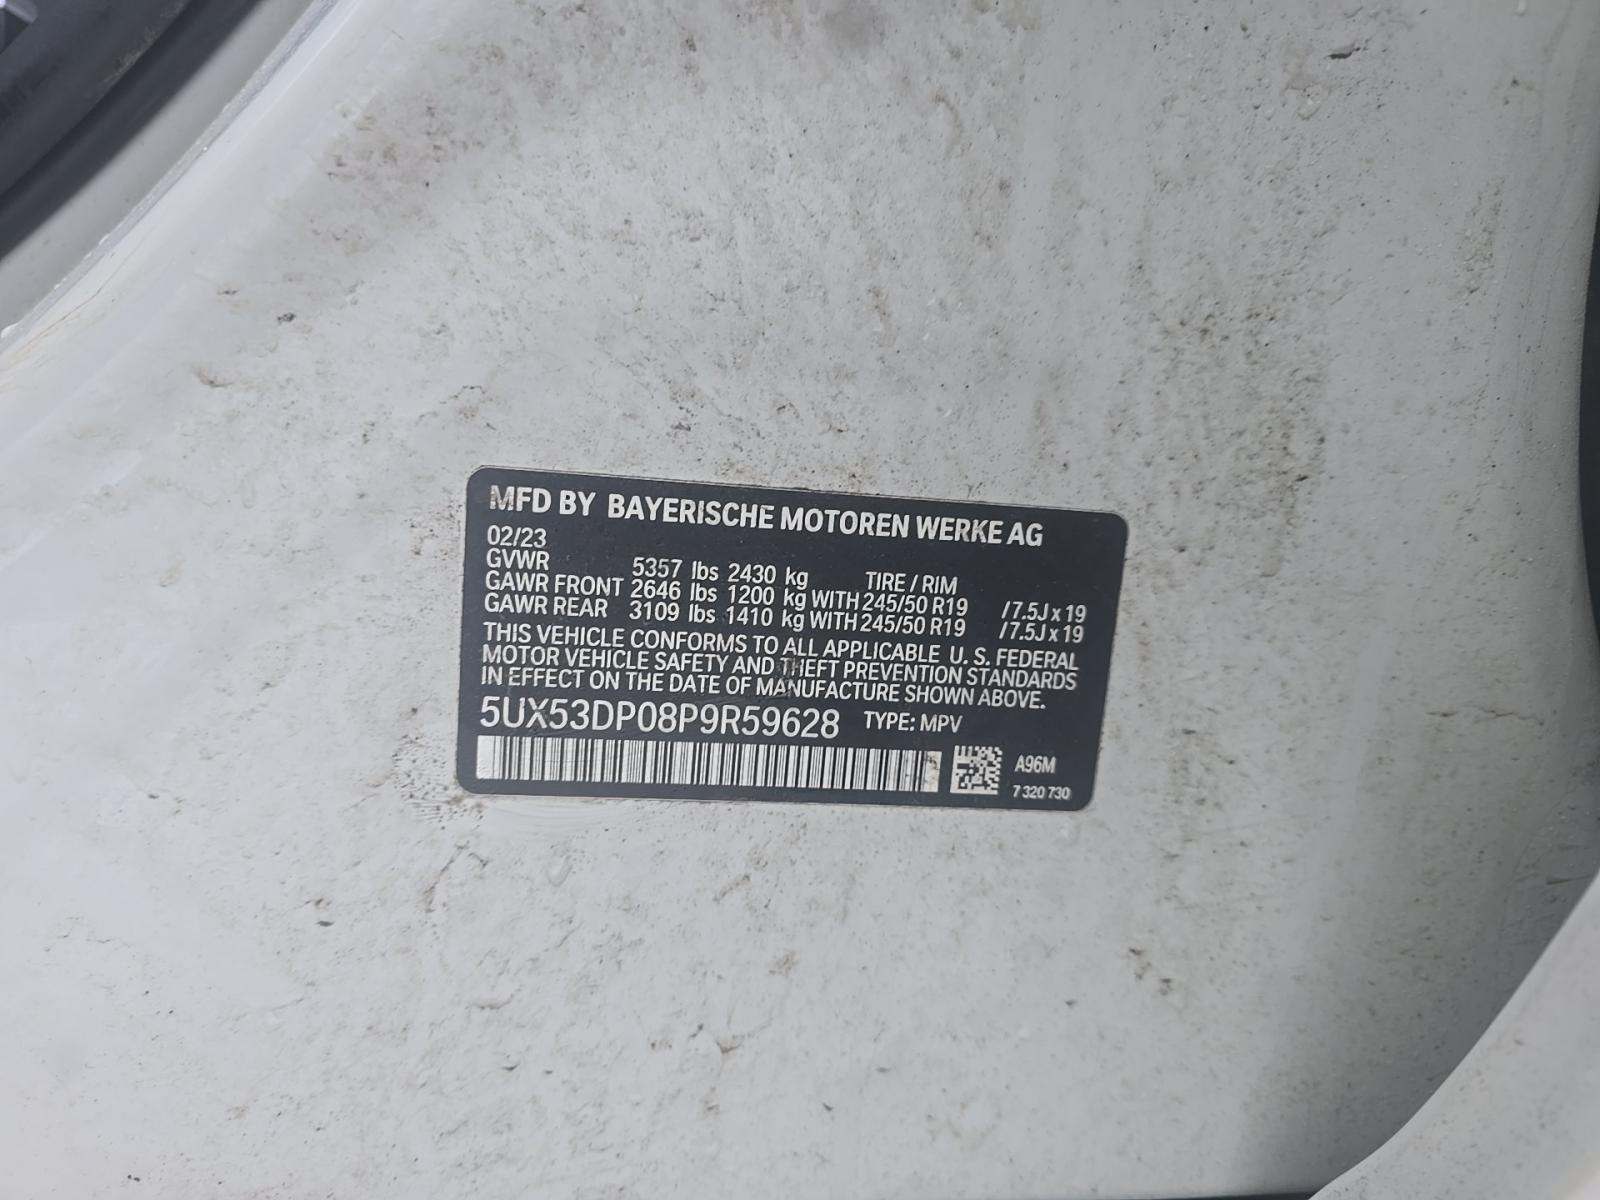 MFD BY BAYERISCHE MOTOREN WERKE AG
02/23
GVWR 5357 lbs 2430 kg TIRE / RIM
GAWR FRONT 2646 lbs 1200 kg WITH 245/50 R19 / 7.5J x 19
GAWR REAR 3109 lbs 1410 kg WITH 245/50 R19 / 7.5J x 19
THIS VEHICLE CONFORMS TO ALL APPLICABLE U. S. FEDERAL
MOTOR VEHICLE SAFETY AND THEFT PREVENTION STANDARDS
IN EFFECT ON THE DATE OF MANUFACTURE SHOWN ABOVE.
5UX53DP08P9R59628 TYPE: MPV
A96M
7 320 730